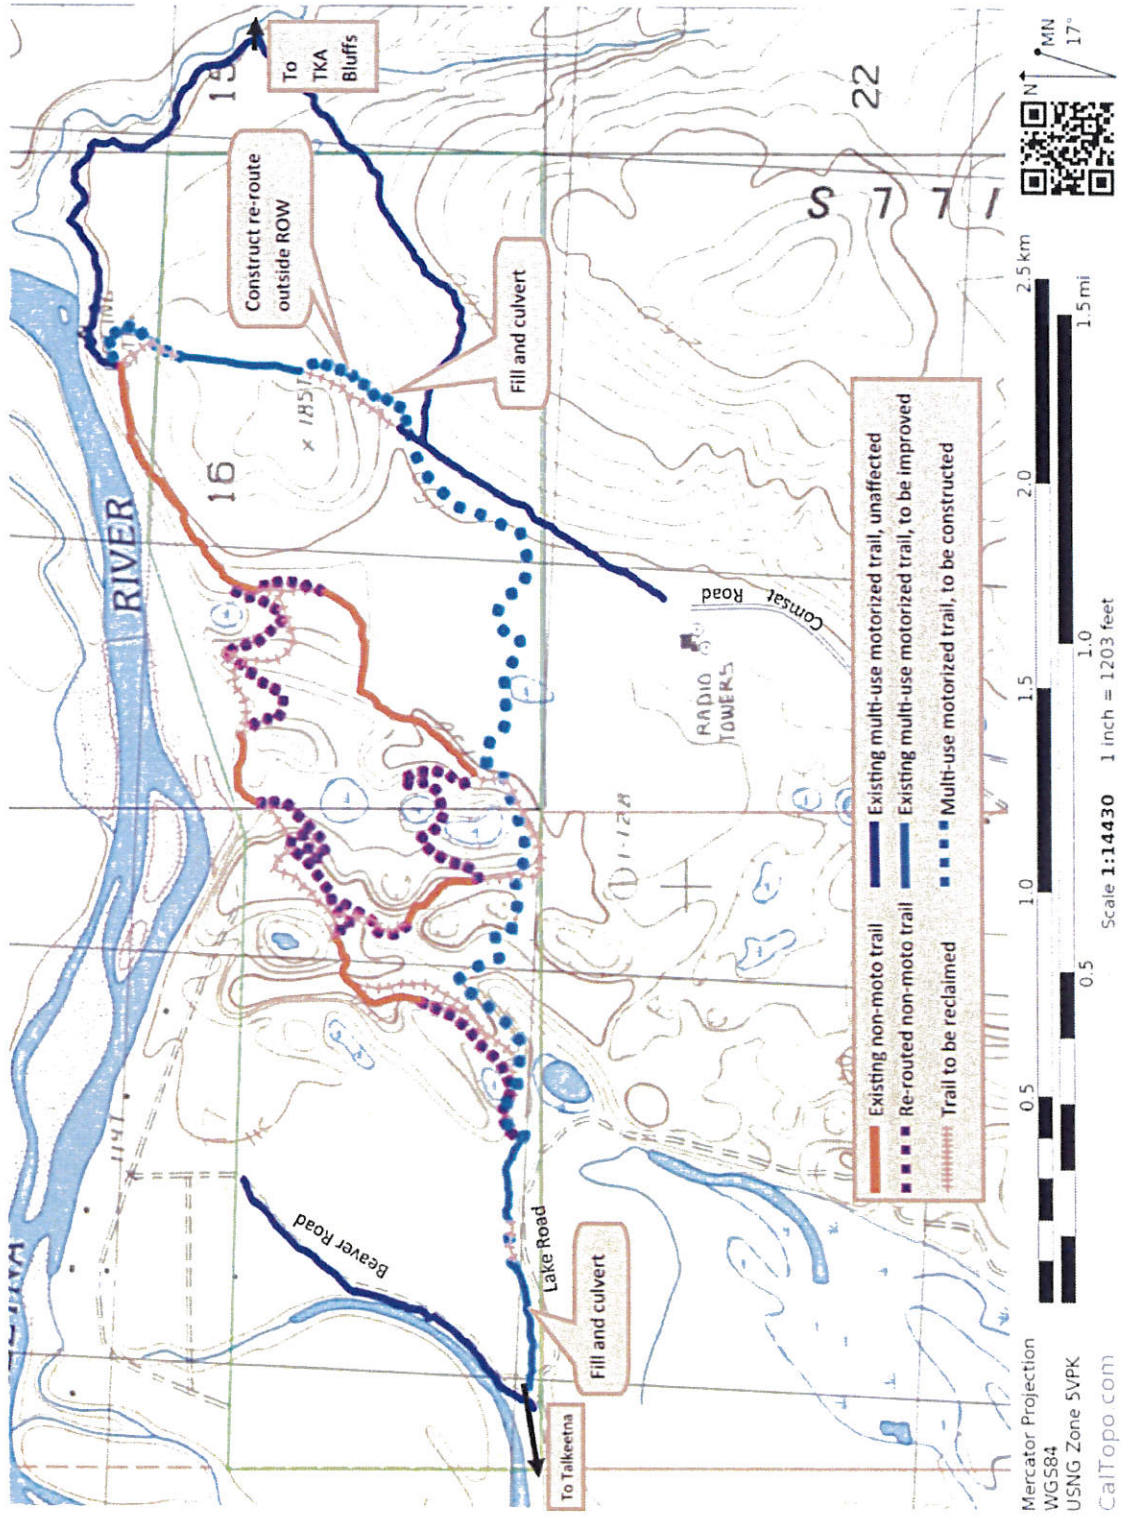 RIVER
15
To
TKA
Bluffs
Construct re-route
outside ROW
16
× 1851
Fill and culvert
22
Beaver Road
Lake Road
Fill and culvert
To Talkeetna
1147
D1-128
RADIO
TOWERS
Comsat Road
Existing non-moto trail
Re-routed non-moto trail
Trail to be reclaimed
Existing multi-use motorized trail, unaffected
Existing multi-use motorized trail, to be improved
Multi-use motorized trail, to be constructed
Mercator Projection
WGS84
USNG Zone 5VPK
CalTopo.com
0.5
1.0
1.5
2.0
2.5 km
0.5
1.0
1.5 mi
Scale 1:14430 1 inch = 1203 feet
N
MN
17°